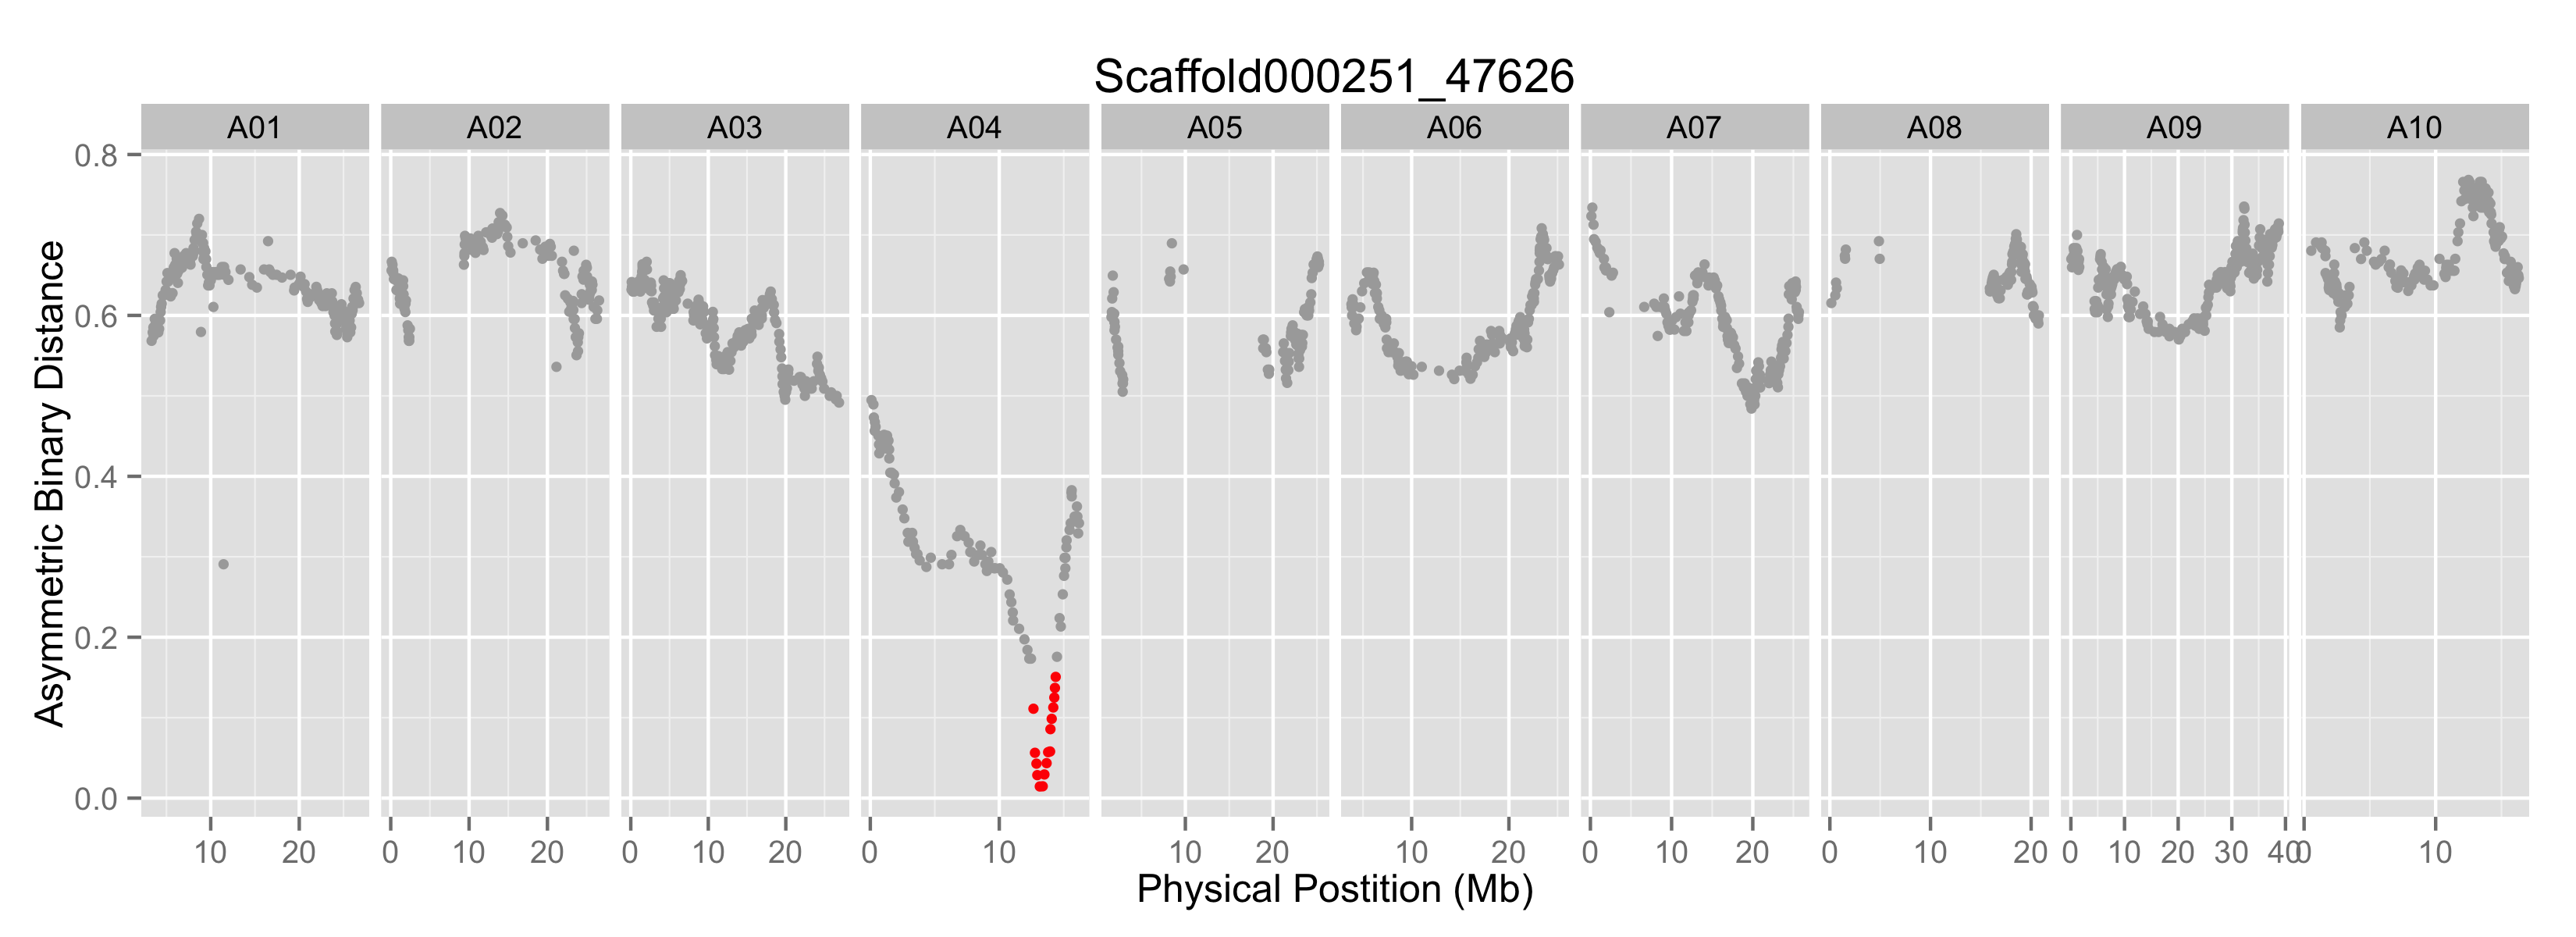 Scaffold000251_47626
A01 A02 A03 A04 A05 A06 A07 A08 A09 A10
Asymmetric Binary Distance
0.8
0.6
0.4
0.2
0.0
10 20 0 10 20 0 10 20 0 10 10 20 10 20 0 10 20 0 10 20 0 10 20 30 40 0 10
Physical Postition (Mb)